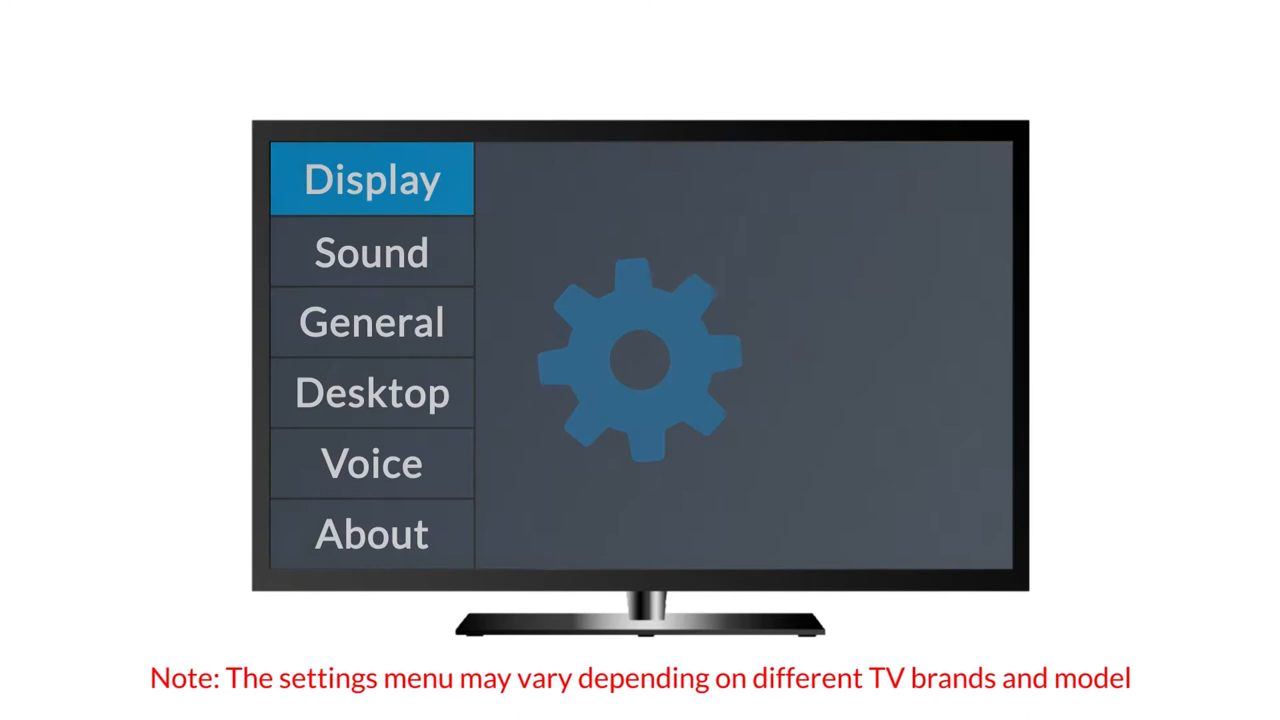 Display
Sound
General
Desktop
Voice
About
Note: The settings menu may vary depending on different TV brands and model